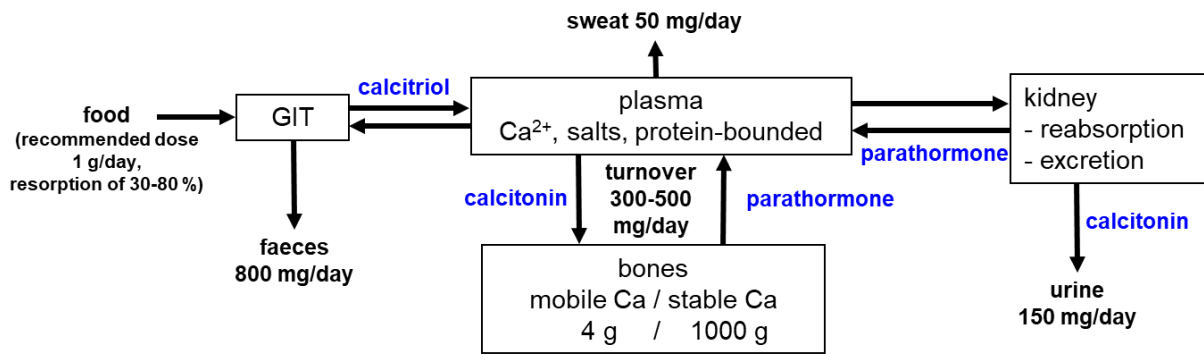 sweat 50 mg/day
calcitriol
food
(recommended dose
1 g/day,
resorption of 30-80 %)
GIT
plasma
Ca²⁺, salts, protein-bounded
kidney
- reabsorption
- excretion
parathormone
calcitonin
turnover
300-500
mg/day
parathormone
calcitonin
faeces
800 mg/day
bones
mobile Ca / stable Ca
4 g / 1000 g
urine
150 mg/day